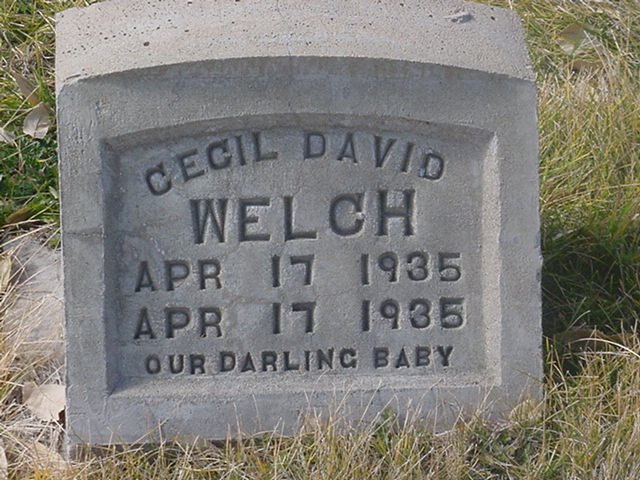 CECIL DAVID
WELCH
APR 17 1935
APR 17 1935
OUR DARLING BABY